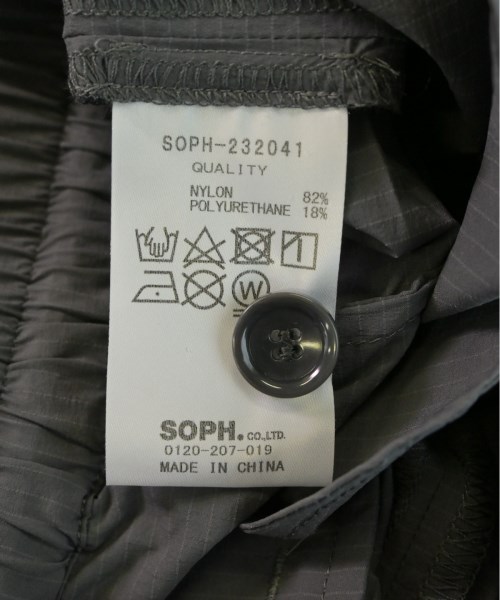 SOPH-232041
QUALITY
NYLON 82%
POLYURETHANE 18%
W
SOPH. CO.,LTD.
0120-207-019
MADE IN CHINA